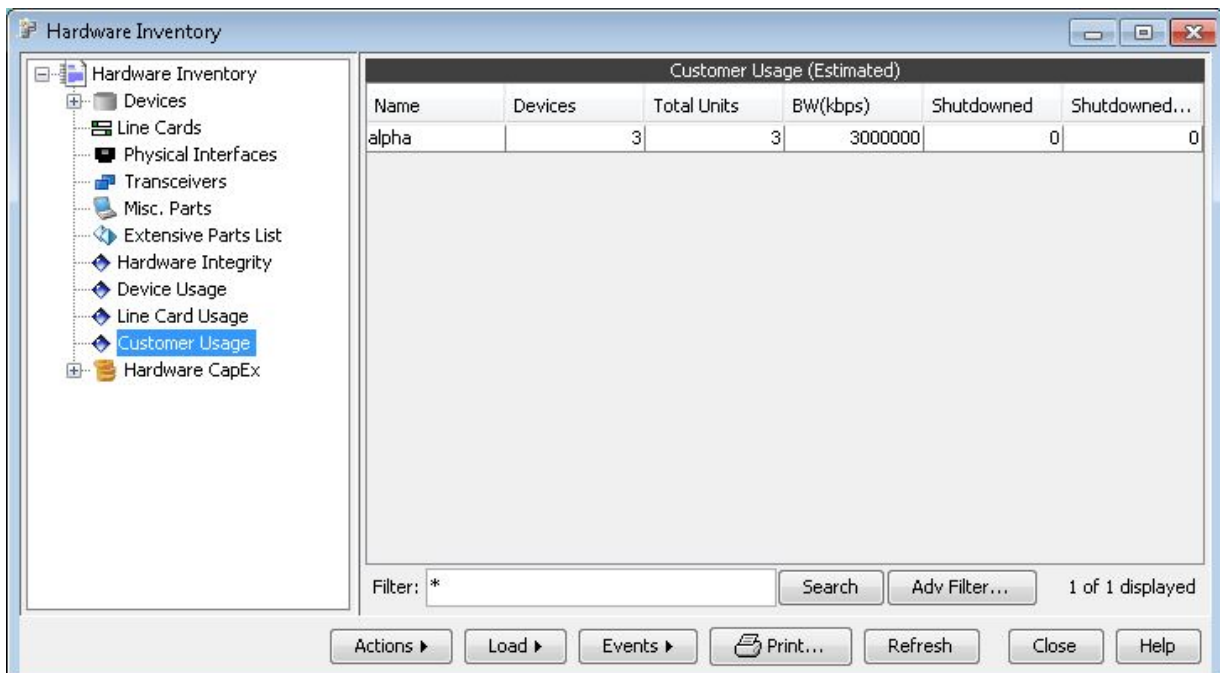 Hardware Inventory
Hardware Inventory
Devices
Line Cards
Physical Interfaces
Transceivers
Misc. Parts
Extensive Parts List
Hardware Integrity
Device Usage
Line Card Usage
Customer Usage
Hardware CapEx
Customer Usage (Estimated)
Name Devices Total Units BW(kbps) Shutdowned Shutdowned...
alpha 3 3 3000000 0 0
Filter: * Search Adv Filter... 1 of 1 displayed
Actions Load Events Print... Refresh Close Help